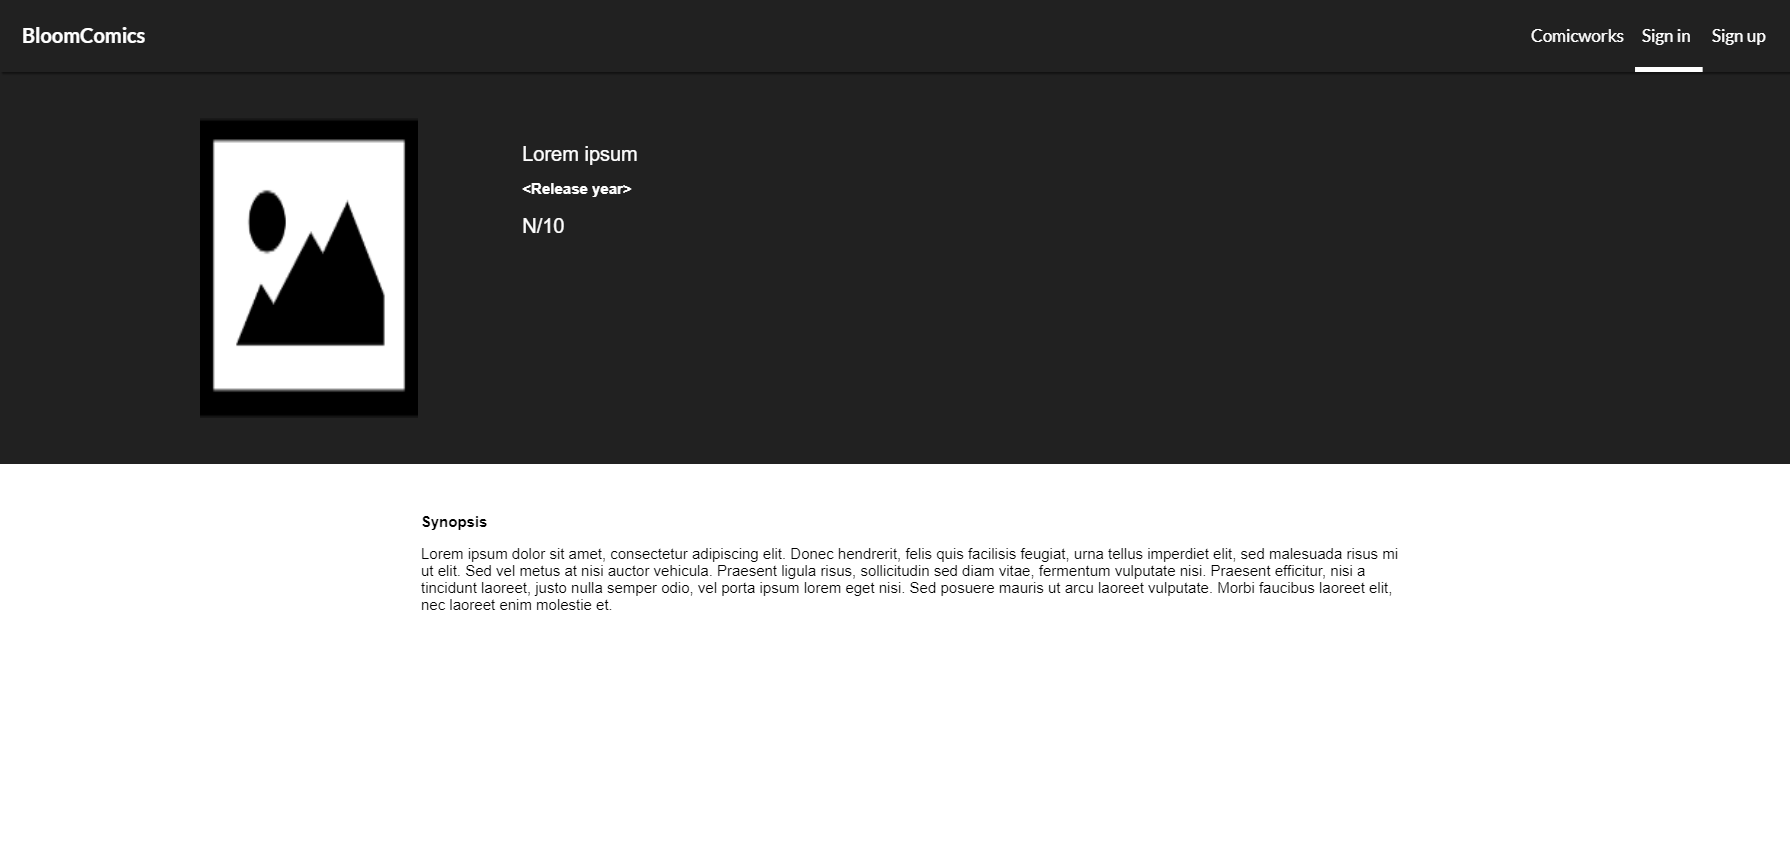 BloomComics
Comicworks
Sign in
Sign up
Lorem ipsum
<Release year>
N/10
Synopsis
Lorem ipsum dolor sit amet, consectetur adipiscing elit. Donec hendrerit, felis quis facilisis feugiat, urna tellus imperdiet elit, sed malesuada risus mi
ut elit. Sed vel metus at nisi auctor vehicula. Praesent ligula risus, sollicitudin sed diam vitae, fermentum vulputate nisi. Praesent efficitur, nisi a
tincidunt laoreet, justo nulla semper odio, vel porta ipsum lorem eget nisi. Sed posuere mauris ut arcu laoreet vulputate. Morbi faucibus laoreet elit,
nec laoreet enim molestie et.